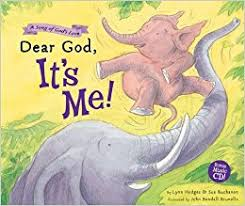 A Song of God's Love
Dear God,
It's Me!
Bonus
Music
CD!
by Lynn Hodges & Sue Buchanan
Illustrated by John Bendall-Brunello